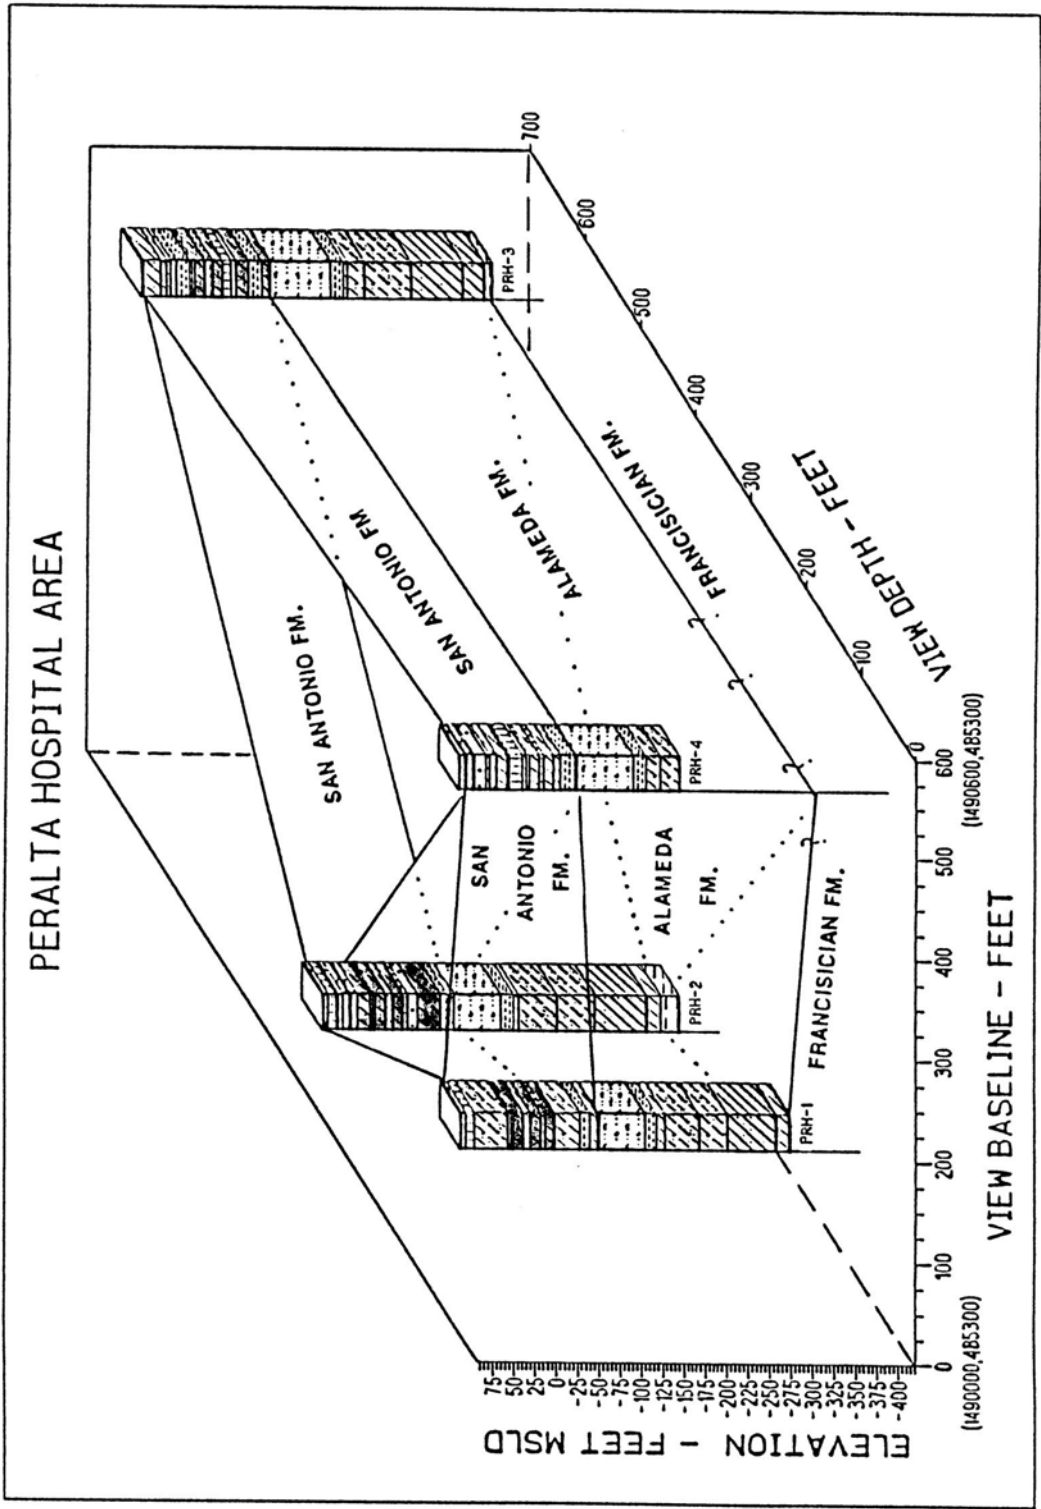 PERALTA HOSPITAL AREA
SAN ANTONIO FM.
SAN ANTONIO FM
ALAMEDA FM.
FRANCISICIAN FM.
SAN
ANTONIO
FM.
ALAMEDA
FM.
FRANCISICIAN FM.
PRH-1
PRH-2
PRH-3
PRH-4
?
?
?
?
ELEVATION - FEET MSLD
75
50
25
0
-25
-50
-75
-100
-125
-150
-175
-200
-225
-250
-275
-300
-325
-350
-375
-400
0
100
200
300
400
500
600
(1490000,485300)
(1490600,485300)
VIEW BASELINE - FEET
0
100
200
300
400
500
600
700
VIEW DEPTH - FEET